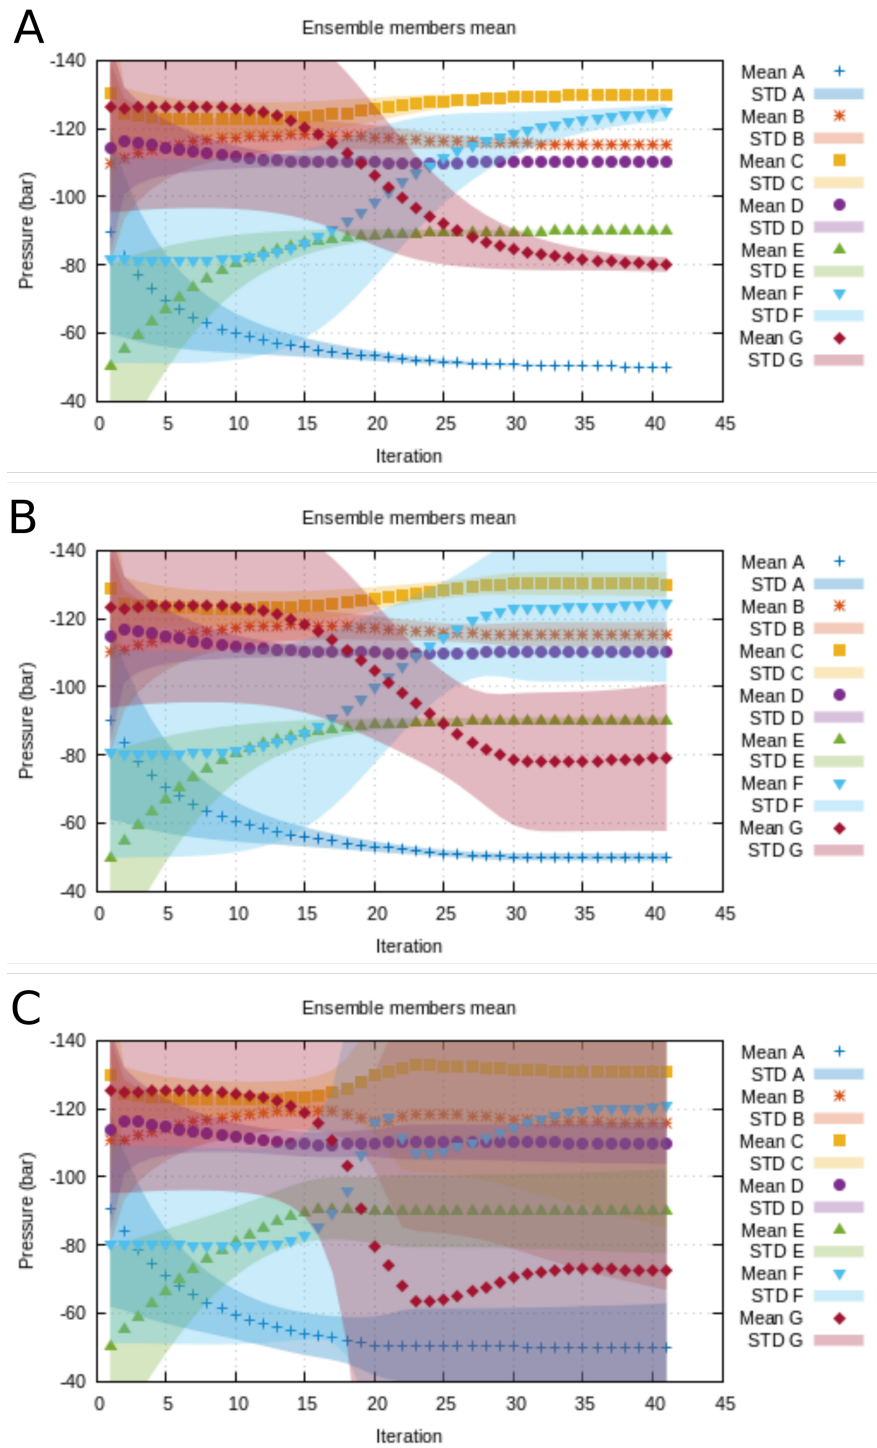 A
Ensemble members mean
-140
-120
-100
-80
-60
-40
Pressure (bar)
0 5 10 15 20 25 30 35 40 45
Iteration
Mean A
STD A
Mean B
STD B
Mean C
STD C
Mean D
STD D
Mean E
STD E
Mean F
STD F
Mean G
STD G
B
Ensemble members mean
-140
-120
-100
-80
-60
-40
Pressure (bar)
0 5 10 15 20 25 30 35 40 45
Iteration
Mean A
STD A
Mean B
STD B
Mean C
STD C
Mean D
STD D
Mean E
STD E
Mean F
STD F
Mean G
STD G
C
Ensemble members mean
-140
-120
-100
-80
-60
-40
Pressure (bar)
0 5 10 15 20 25 30 35 40 45
Iteration
Mean A
STD A
Mean B
STD B
Mean C
STD C
Mean D
STD D
Mean E
STD E
Mean F
STD F
Mean G
STD G